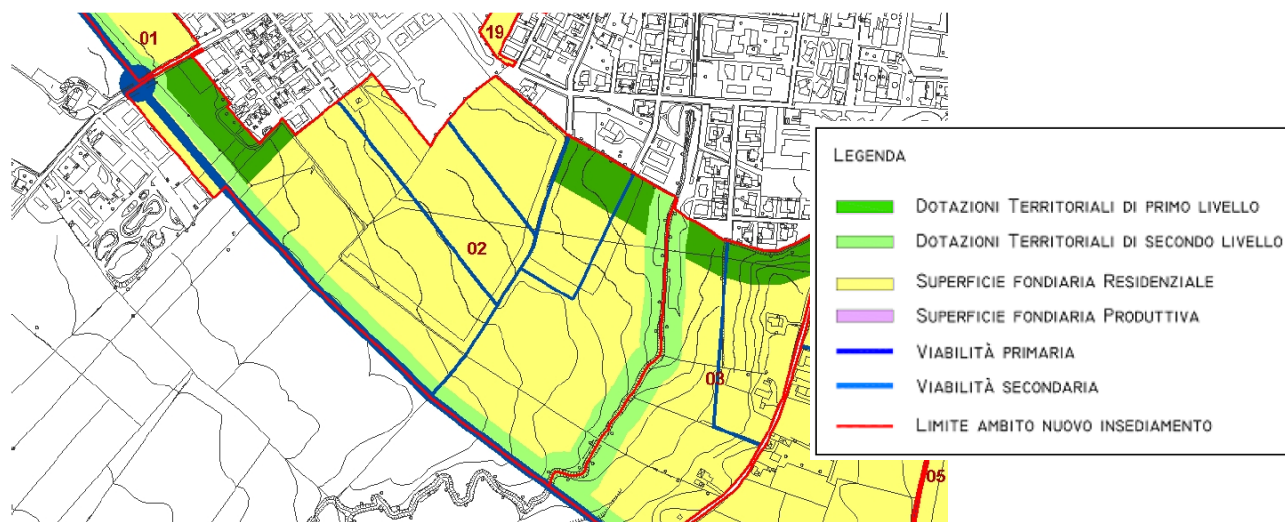 01
19
02
03
05
LEGENDA
DOTAZIONI TERRITORIALI DI PRIMO LIVELLO
DOTAZIONI TERRITORIALI DI SECONDO LIVELLO
SUPERFICIE FONDIARIA RESIDENZIALE
SUPERFICIE FONDIARIA PRODUTTIVA
VIABILITÀ PRIMARIA
VIABILITÀ SECONDARIA
LIMITE AMBITO NUOVO INSEDIAMENTO